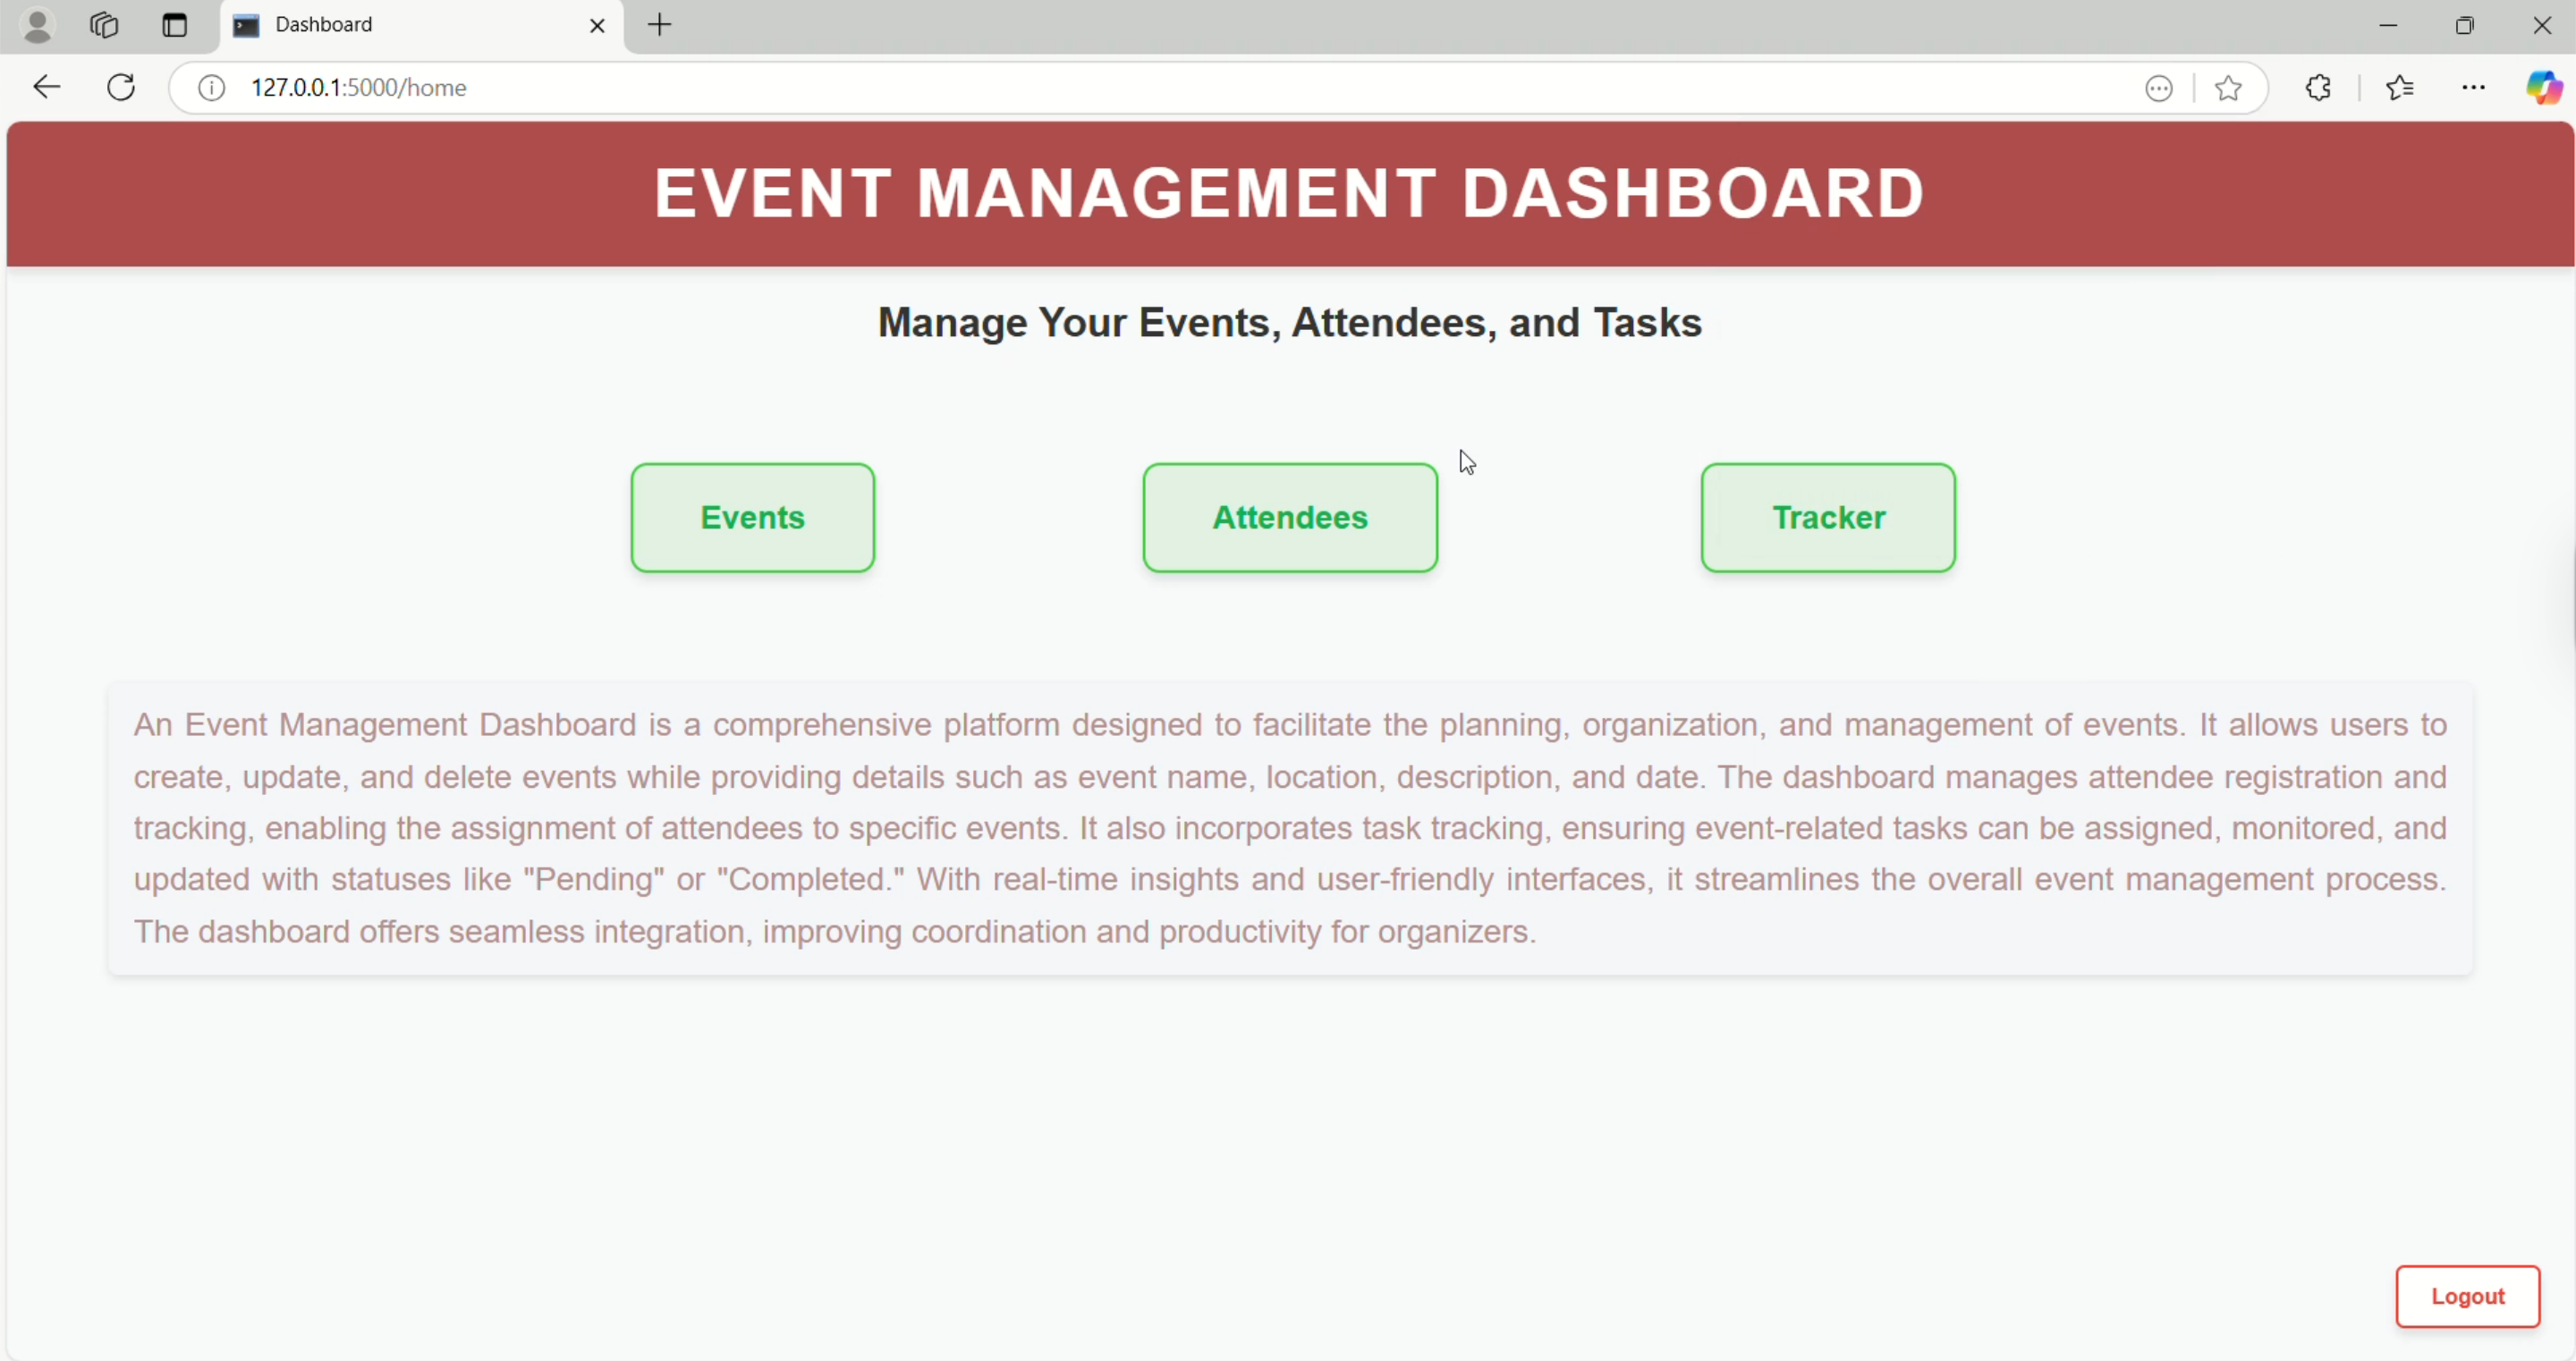 Dashboard
127.0.0.1:5000/home
EVENT MANAGEMENT DASHBOARD
Manage Your Events, Attendees, and Tasks
Events
Attendees
Tracker
An Event Management Dashboard is a comprehensive platform designed to facilitate the planning, organization, and management of events. It allows users to
create, update, and delete events while providing details such as event name, location, description, and date. The dashboard manages attendee registration and
tracking, enabling the assignment of attendees to specific events. It also incorporates task tracking, ensuring event-related tasks can be assigned, monitored, and
updated with statuses like "Pending" or "Completed." With real-time insights and user-friendly interfaces, it streamlines the overall event management process.
The dashboard offers seamless integration, improving coordination and productivity for organizers.
Logout